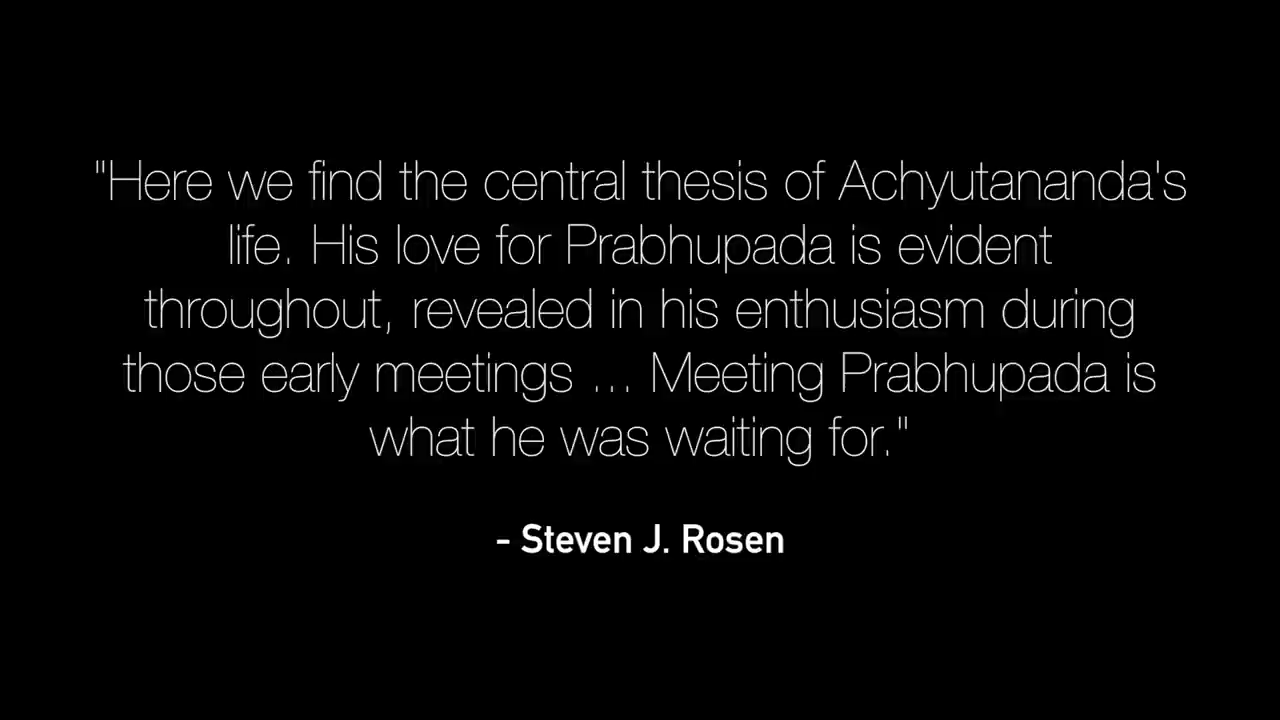 "Here we find the central thesis of Achyutananda's
life. His love for Prabhupada is evident
throughout, revealed in his enthusiasm during
those early meetings ... Meeting Prabhupada is
what he was waiting for."
- Steven J. Rosen